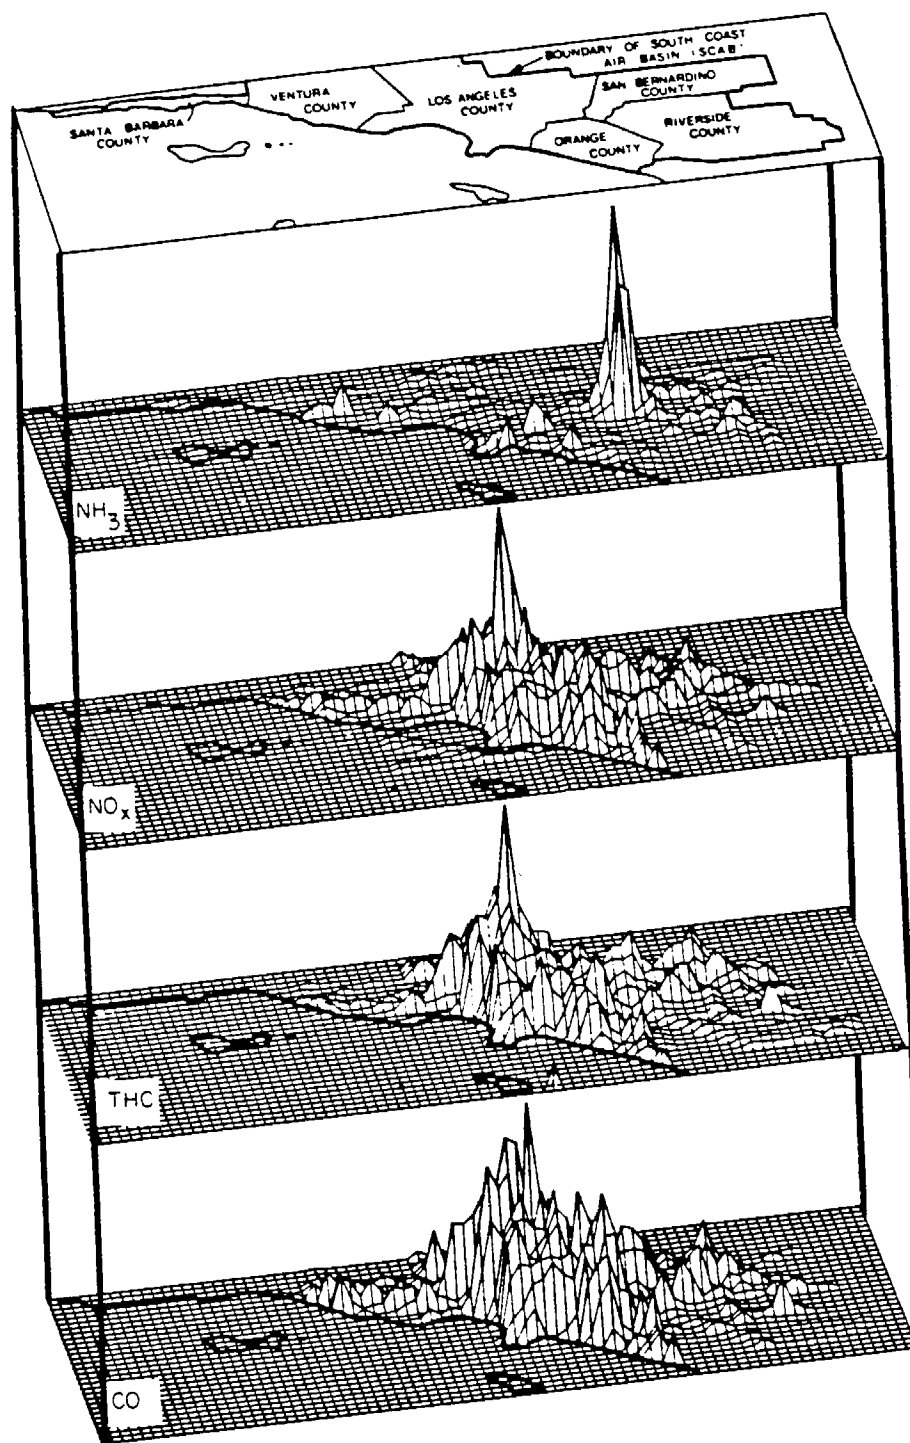 BOUNDARY OF SOUTH COAST
AIR BASIN (SCAB)
VENTURA
COUNTY
LOS ANGELES
COUNTY
SAN BERNARDINO
COUNTY
SANTA BARBARA
COUNTY
ORANGE
COUNTY
RIVERSIDE
COUNTY
NH3
NOx
THC
CO